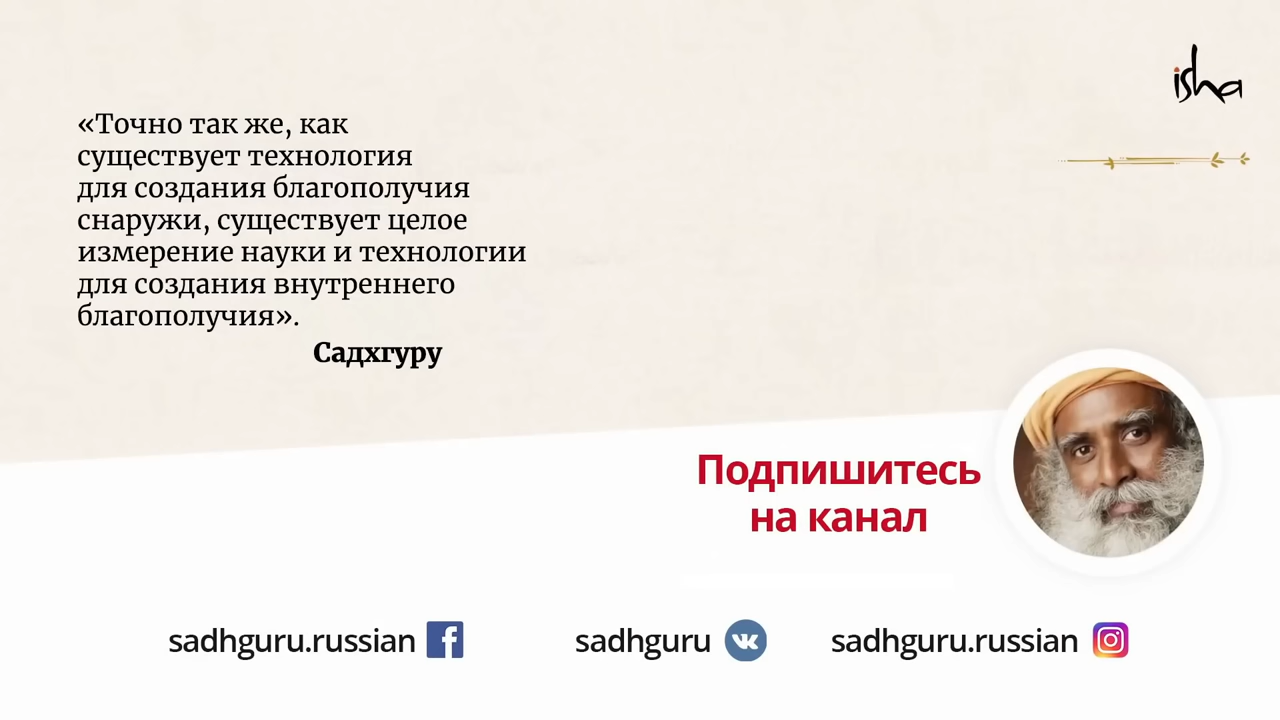 isha
«Точно так же, как
существует технология
для создания благополучия
снаружи, существует целое
измерение науки и технологии
для создания внутреннего
благополучия».
Садхгуру
Подпишитесь
на канал
sadhguru.russian
sadhguru
sadhguru.russian